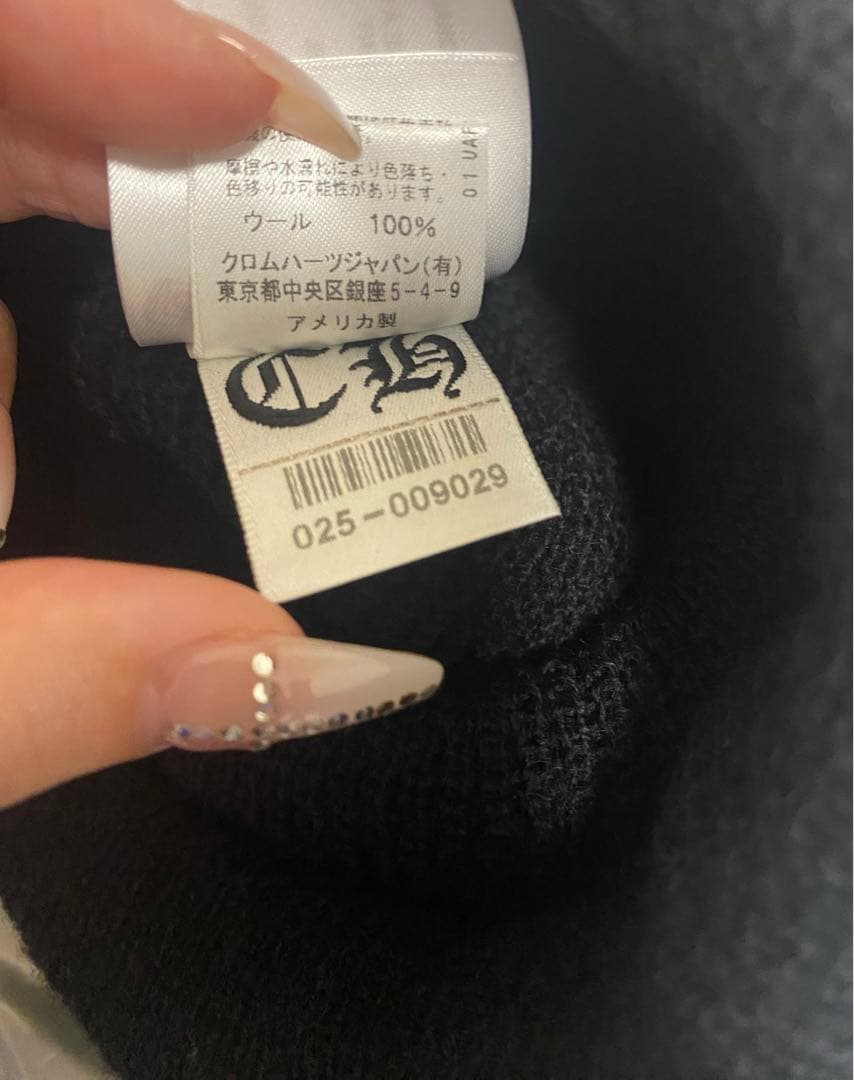 摩擦や水濡れにより色落ち・
色移りの可能性があります。
ウール 100%
クロムハーツジャパン(有)
東京都中央区銀座5-4-9
アメリカ製
01 UAF
CH
025-009029